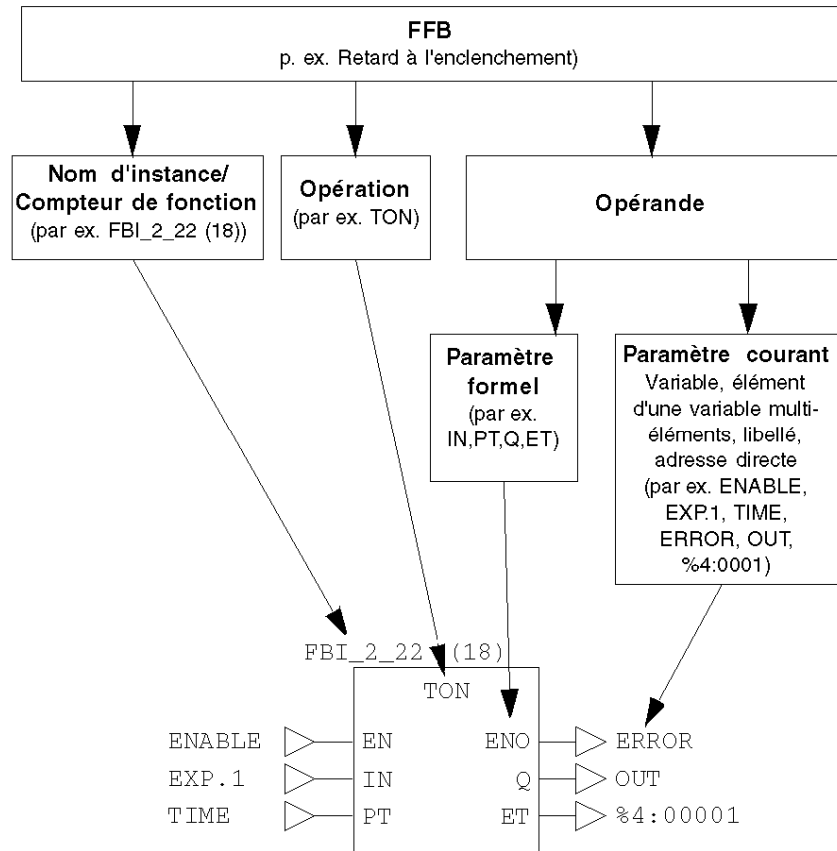 FFB
p. ex. Retard à l'enclenchement)
Nom d'instance/
Compteur de fonction
(par ex. FBI_2_22 (18))
Opération
(par ex. TON)
Opérande
Paramètre
formel
(par ex.
IN,PT,Q,ET)
Paramètre courant
Variable, élément
d'une variable multi-
éléments, libellé,
adresse directe
(par ex. ENABLE,
EXP.1, TIME,
ERROR, OUT,
%4:0001)
FBI_2_22 (18)
TON
ENABLE EN ENO ERROR
EXP.1 IN Q OUT
TIME PT ET %4:00001